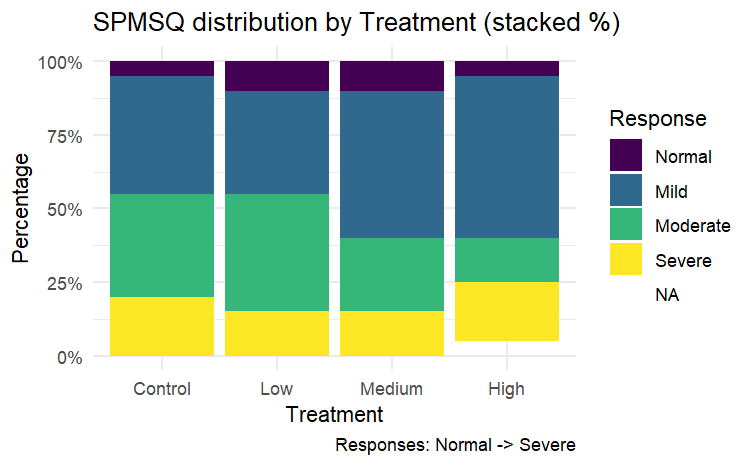 SPMSQ distribution by Treatment (stacked %)
100%
75%
50%
25%
0%
Percentage
Control
Low
Medium
High
Treatment
Response
Normal
Mild
Moderate
Severe
NA
Responses: Normal -> Severe